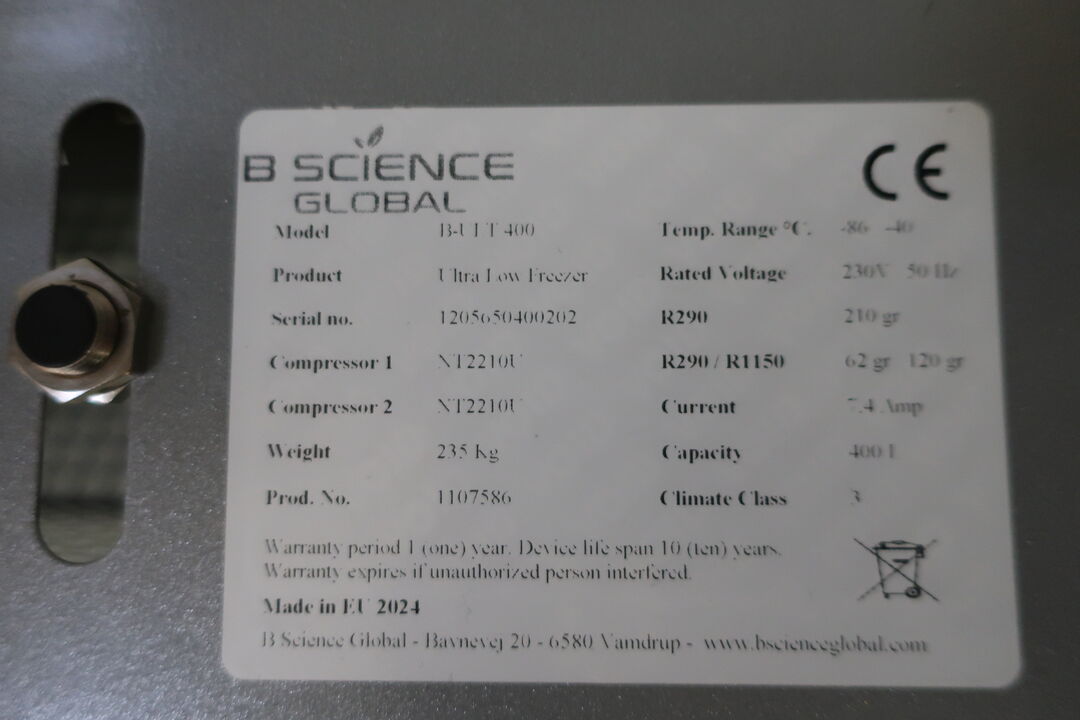 B SCIENCE
GLOBAL
CE
Model B-ULT 400 Temp. Range °C. -86 -40
Product Ultra Low Freezer Rated Voltage 230V 50 Hz
Serial no. 1205650400202 R290 210 gr
Compressor 1 NT2210U R290 / R1150 62 gr 120 gr
Compressor 2 NT2210U Current 7.4 Amp
Weight 235 Kg Capacity 400 l
Prod. No. 1107586 Climate Class 3
Warranty period 1 (one) year. Device life span 10 (ten) years.
Warranty expires if unauthorized person interfered.
Made in EU 2024
B Science Global - Bavnevej 20 - 6580 Vamdrup - www.bscienceglobal.com